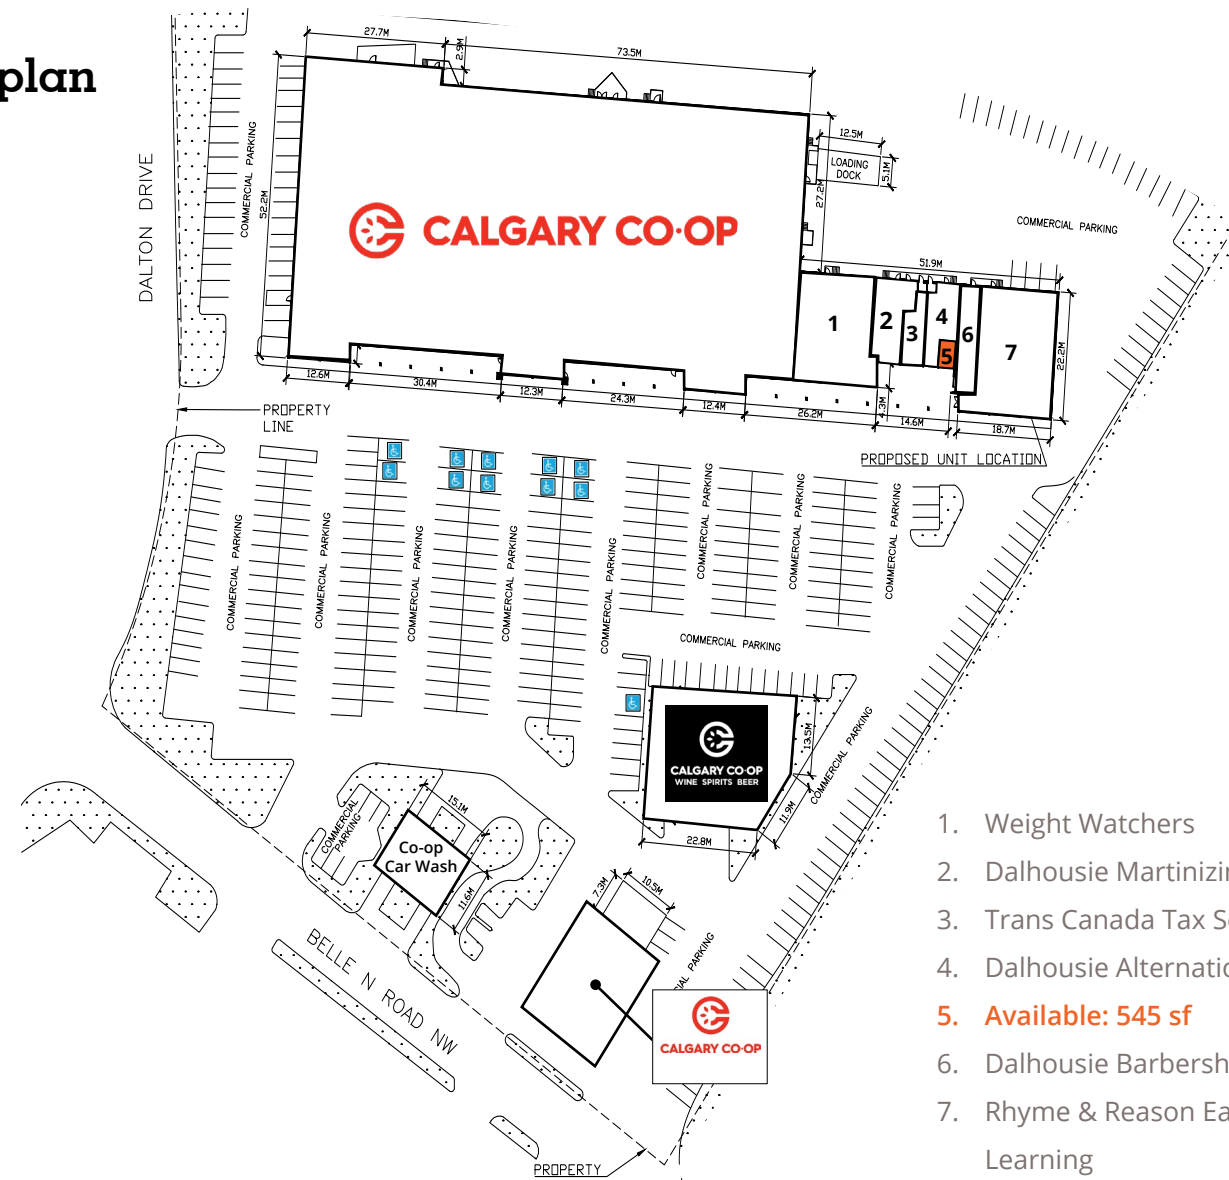 plan
27.7M
2.9M
73.5M
DALTON DRIVE
COMMERCIAL PARKING
52.2M
CALGARY CO·OP
12.5M
LOADING
DOCK
5.1M
27.2M
COMMERCIAL PARKING
51.9M
1
2
3
4
5
6
7
22.2M
12.6M
30.4M
12.3M
24.3M
12.4M
26.2M
4.3M
14.6M
18.7M
PROPERTY
LINE
PROPOSED UNIT LOCATION
COMMERCIAL PARKING
COMMERCIAL PARKING
COMMERCIAL PARKING
COMMERCIAL PARKING
COMMERCIAL PARKING
COMMERCIAL PARKING
COMMERCIAL PARKING
COMMERCIAL PARKING
COMMERCIAL PARKING
CALGARY CO·OP
WINE SPIRITS BEER
13.5M
11.9M
22.8M
COMMERCIAL PARKING
COMMERCIAL
PARKING
15.1M
Co-op
Car Wash
11.6M
7.3M
10.5M
CIAL PARKING
CALGARY CO·OP
BELLE N ROAD NW
PROPERTY
1. Weight Watchers
2. Dalhousie Martinizi
3. Trans Canada Tax S
4. Dalhousie Alternati
5. Available: 545 sf
6. Dalhousie Barbersh
7. Rhyme & Reason Ea
Learning